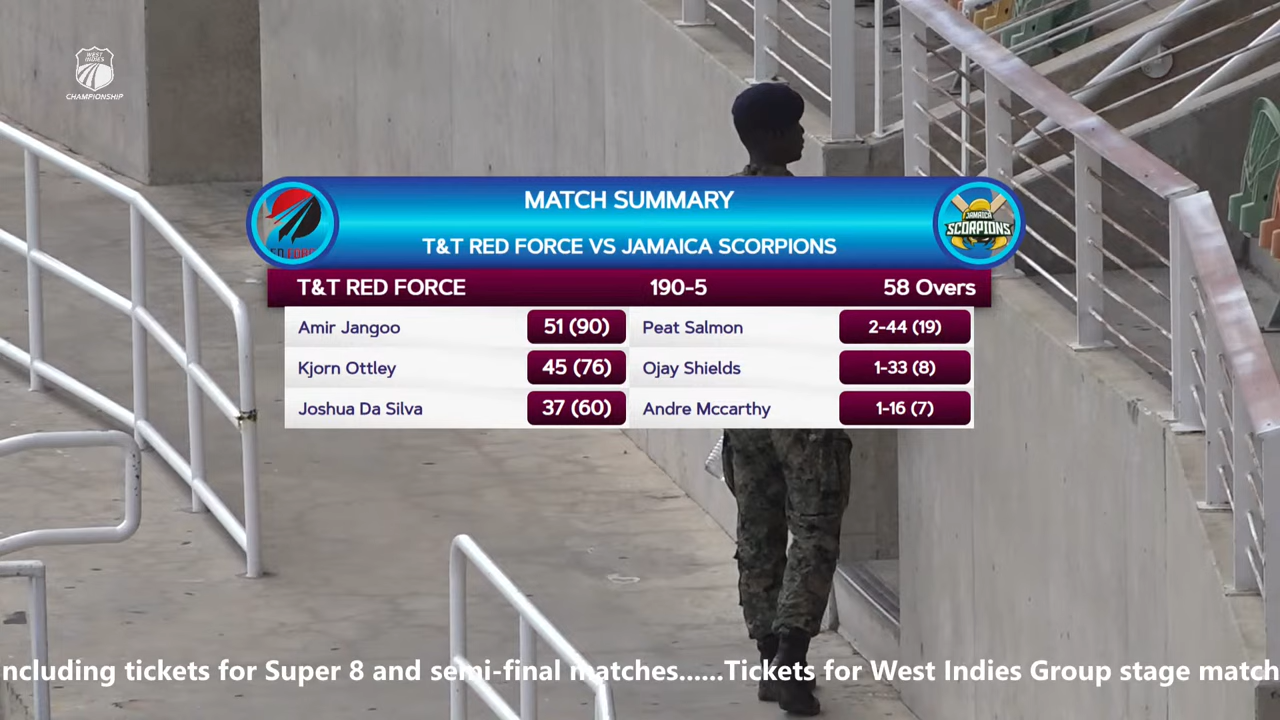 WEST
INDIES
CHAMPIONSHIP
MATCH SUMMARY
T&T RED FORCE VS JAMAICA SCORPIONS
JAMAICA
SCORPIONS
T&T RED FORCE 190-5 58 Overs
Amir Jangoo 51 (90) Peat Salmon 2-44 (19)
Kjorn Ottley 45 (76) Ojay Shields 1-33 (8)
Joshua Da Silva 37 (60) Andre Mccarthy 1-16 (7)
ncluding tickets for Super 8 and semi-final matches......Tickets for West Indies Group stage match